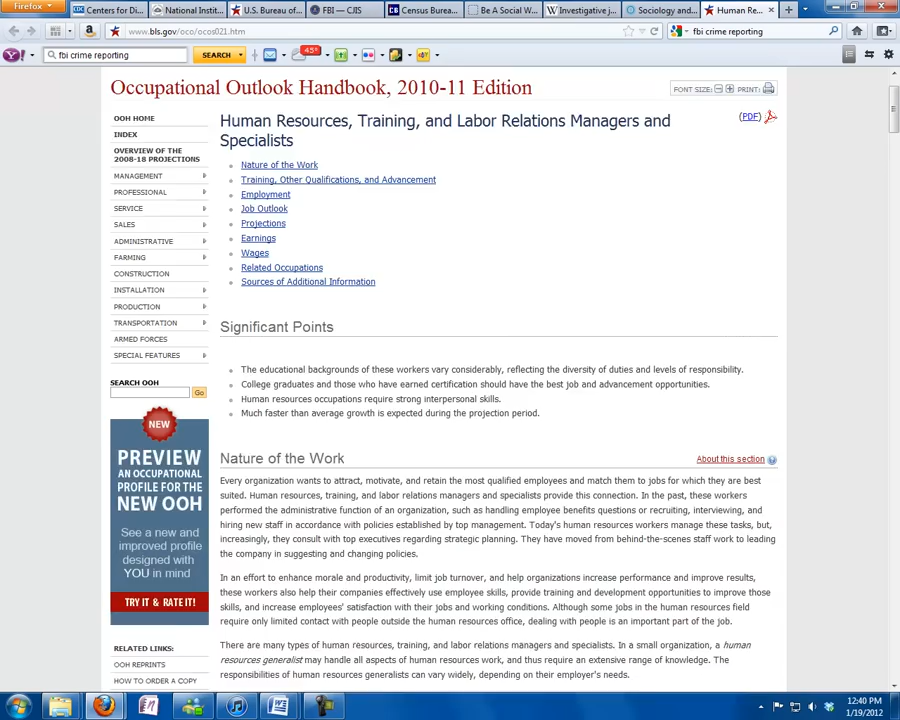 Firefox
Centers for Di...
National Instit...
U.S. Bureau of...
FBI — CJIS
Census Burea...
Be A Social W...
Investigative j...
Sociology and...
Human Re...
www.bls.gov/oco/ocos021.htm
fbi crime reporting
fbi crime reporting
SEARCH
45°
Occupational Outlook Handbook, 2010-11 Edition
FONT SIZE:
PRINT:
OOH HOME
INDEX
OVERVIEW OF THE
2008-18 PROJECTIONS
MANAGEMENT
PROFESSIONAL
SERVICE
SALES
ADMINISTRATIVE
FARMING
CONSTRUCTION
INSTALLATION
PRODUCTION
TRANSPORTATION
ARMED FORCES
SPECIAL FEATURES
SEARCH OOH
Go
NEW
PREVIEW
AN OCCUPATIONAL
PROFILE FOR THE
NEW OOH
See a new and
improved profile
designed with
YOU in mind
TRY IT & RATE IT!
RELATED LINKS:
OOH REPRINTS
HOW TO ORDER A COPY
Human Resources, Training, and Labor Relations Managers and
Specialists
(PDF)
Nature of the Work
Training, Other Qualifications, and Advancement
Employment
Job Outlook
Projections
Earnings
Wages
Related Occupations
Sources of Additional Information
Significant Points
The educational backgrounds of these workers vary considerably, reflecting the diversity of duties and levels of responsibility.
College graduates and those who have earned certification should have the best job and advancement opportunities.
Human resources occupations require strong interpersonal skills.
Much faster than average growth is expected during the projection period.
Nature of the Work
About this section
Every organization wants to attract, motivate, and retain the most qualified employees and match them to jobs for which they are best
suited. Human resources, training, and labor relations managers and specialists provide this connection. In the past, these workers
performed the administrative function of an organization, such as handling employee benefits questions or recruiting, interviewing, and
hiring new staff in accordance with policies established by top management. Today's human resources workers manage these tasks, but,
increasingly, they consult with top executives regarding strategic planning. They have moved from behind-the-scenes staff work to leading
the company in suggesting and changing policies.
In an effort to enhance morale and productivity, limit job turnover, and help organizations increase performance and improve results,
these workers also help their companies effectively use employee skills, provide training and development opportunities to improve those
skills, and increase employees' satisfaction with their jobs and working conditions. Although some jobs in the human resources field
require only limited contact with people outside the human resources office, dealing with people is an important part of the job.
There are many types of human resources, training, and labor relations managers and specialists. In a small organization, a human
resources generalist may handle all aspects of human resources work, and thus require an extensive range of knowledge. The
responsibilities of human resources generalists can vary widely, depending on their employer's needs.
12:40 PM
1/19/2012